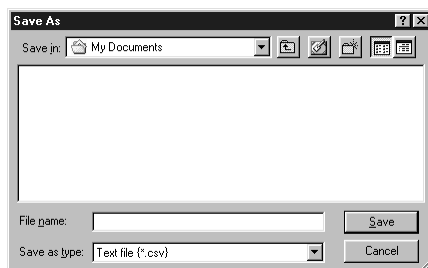 Save As
Save in: My Documents
File name:
Save
Save as type: Text file {*.csv}
Cancel